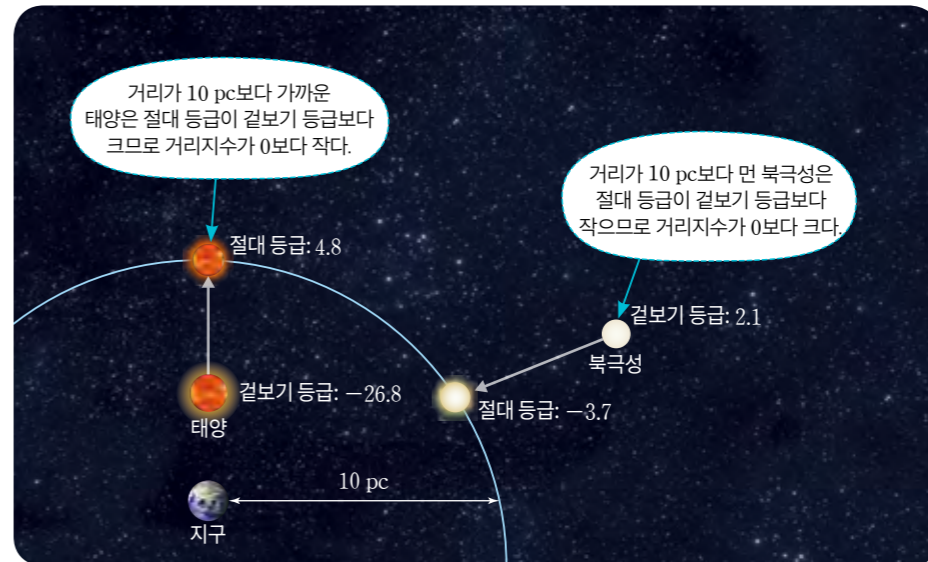 거리가 10 pc보다 가까운
태양은 절대 등급이 겉보기 등급보다
크므로 거리지수가 0보다 작다.
거리가 10 pc보다 먼 북극성은
절대 등급이 겉보기 등급보다
작으므로 거리지수가 0보다 크다.
절대 등급: 4.8
겉보기 등급: 2.1
북극성
겉보기 등급: －26.8
태양
절대 등급: －3.7
10 pc
지구